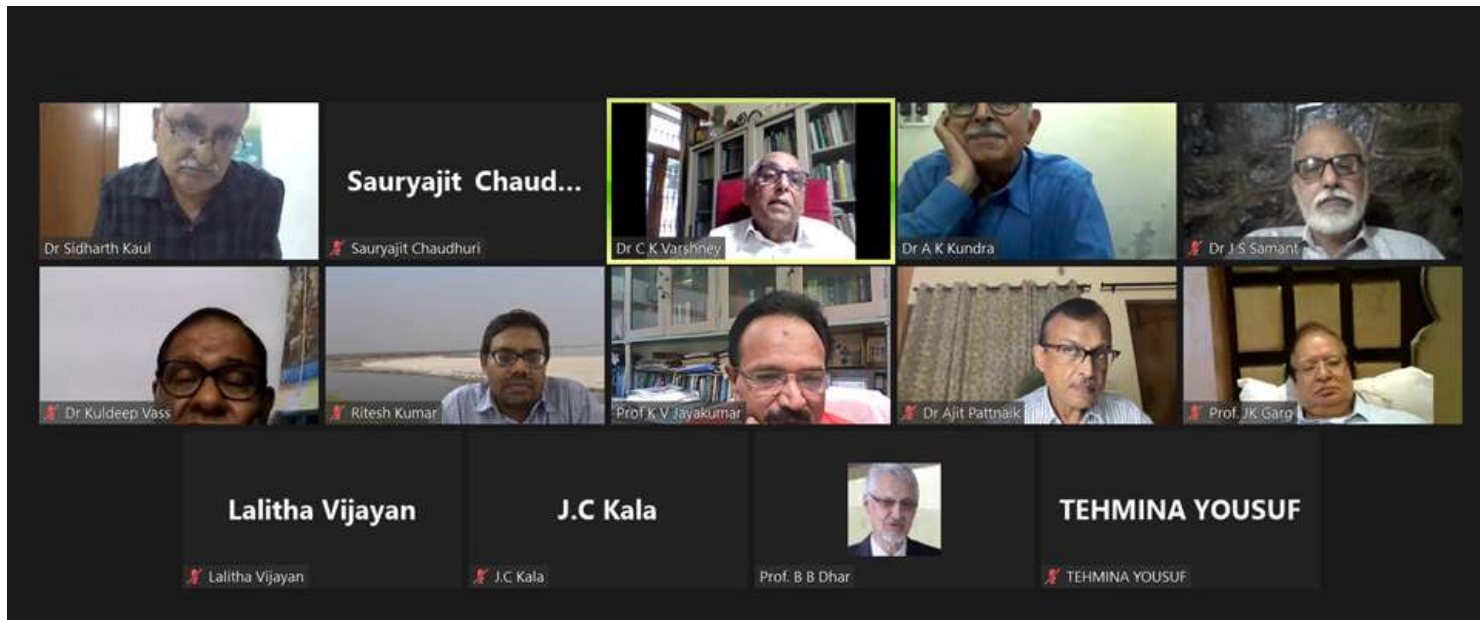 Dr Sidharth Kaul
Sauryajit Chaud...
Sauryajit Chaudhuri
Dr C K Varshney
Dr A K Kundra
Dr J S Samant
Dr Kuldeep Vass
Ritesh Kumar
Prof K V Jayakumar
Dr Ajit Pattnaik
Prof. JK Garg
Lalitha Vijayan
Lalitha Vijayan
J.C Kala
J.C Kala
Prof. B B Dhar
TEHMINA YOUSUF
TEHMINA YOUSUF